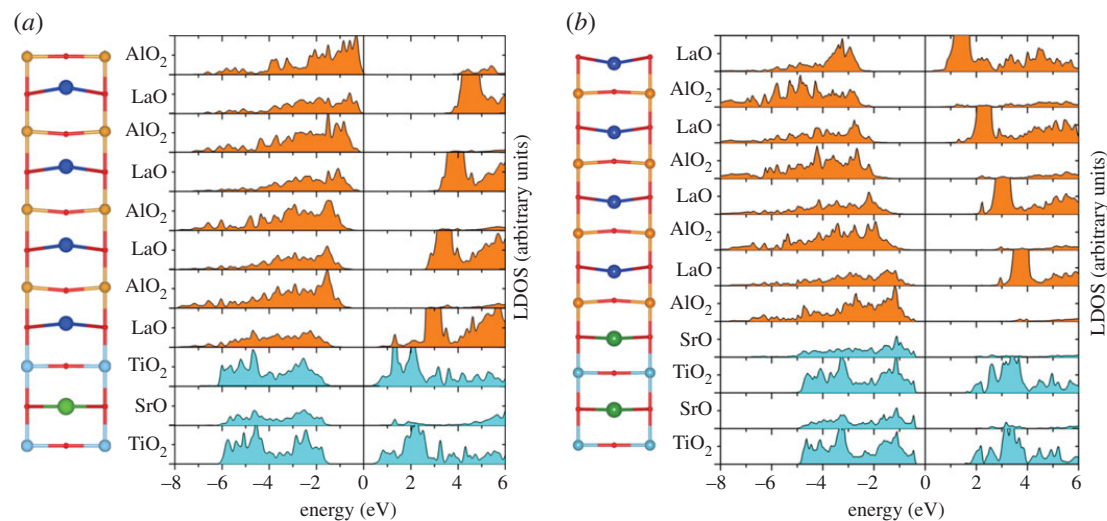 (a)
AlO2
LaO
AlO2
LaO
AlO2
LaO
AlO2
LaO
TiO2
SrO
TiO2
–8 –6 –4 –2 0 2 4 6
energy (eV)
LDOS (arbitrary units)
(b)
LaO
AlO2
LaO
AlO2
LaO
AlO2
LaO
AlO2
SrO
TiO2
SrO
TiO2
–8 –6 –4 –2 0 2 4 6
energy (eV)
LDOS (arbitrary units)